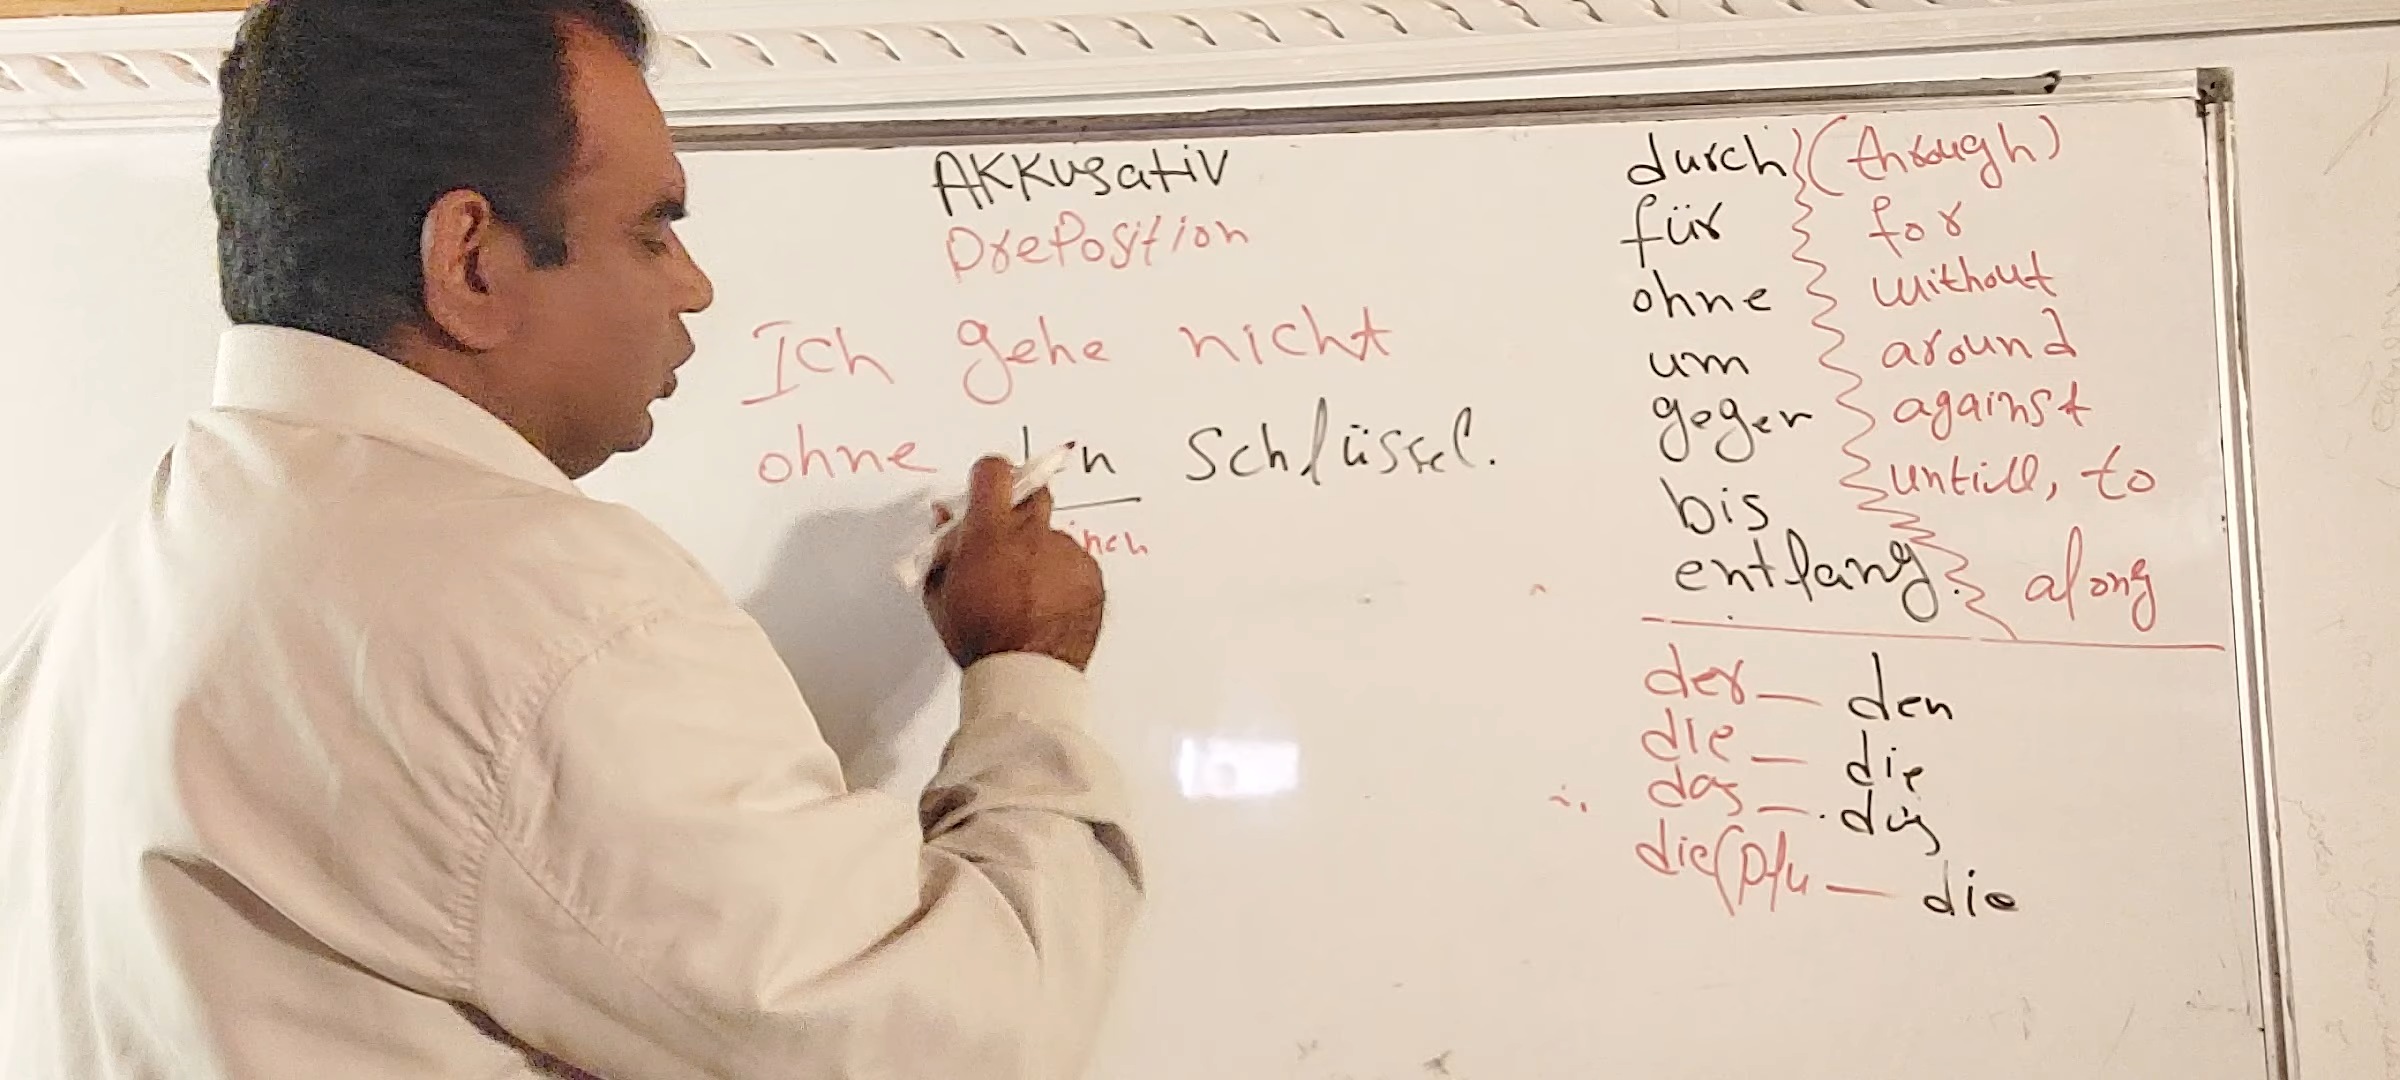 AKKusativ
Preposition
Ich gehe nicht
ohne Schlüssel.
durch (through)
für for
ohne without
um around
gegen against
bis untill, to
entlang. along
der — den
die — die
das — das
die (Plu — die